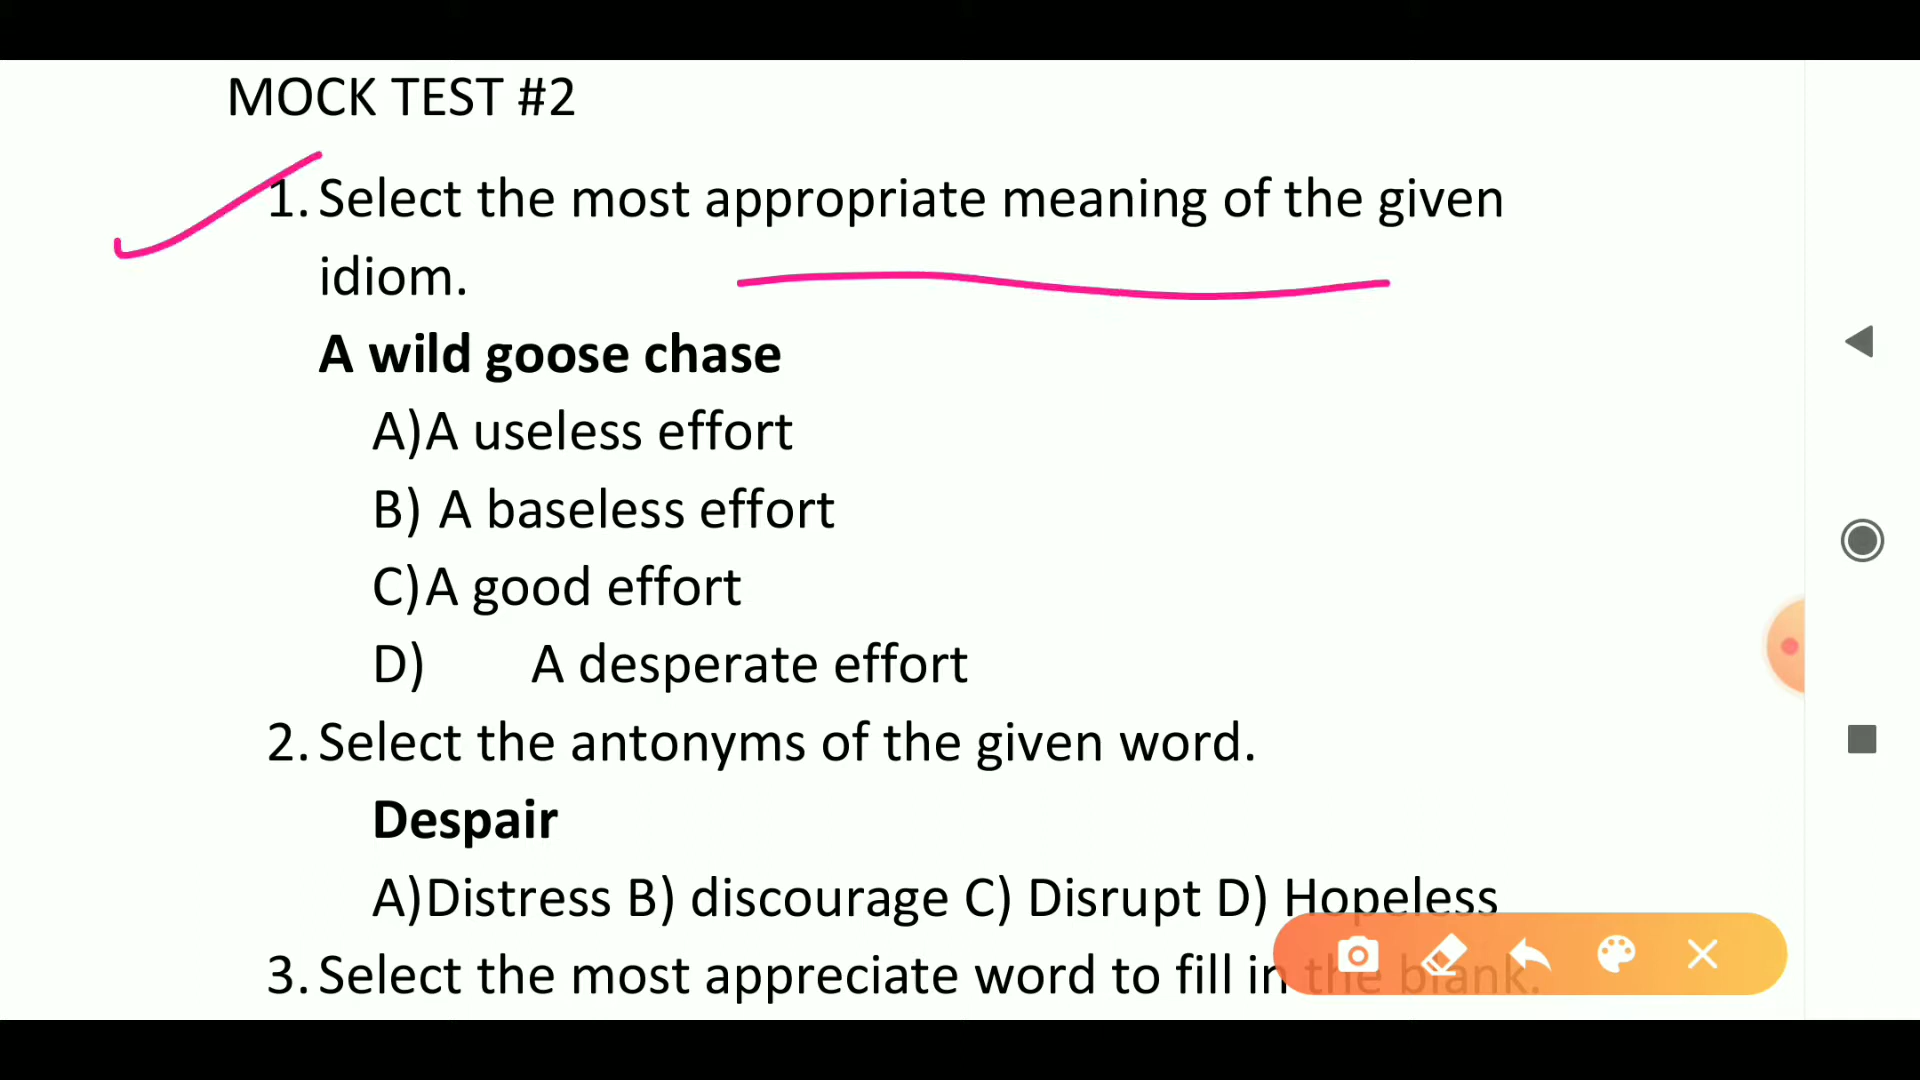 MOCK TEST #2
1. Select the most appropriate meaning of the given
idiom.
A wild goose chase
A) A useless effort
B) A baseless effort
C) A good effort
D) A desperate effort
2. Select the antonyms of the given word.
Despair
A) Distress B) discourage C) Disrupt D) Hopeless
3. Select the most appreciate word to fill in the blank.